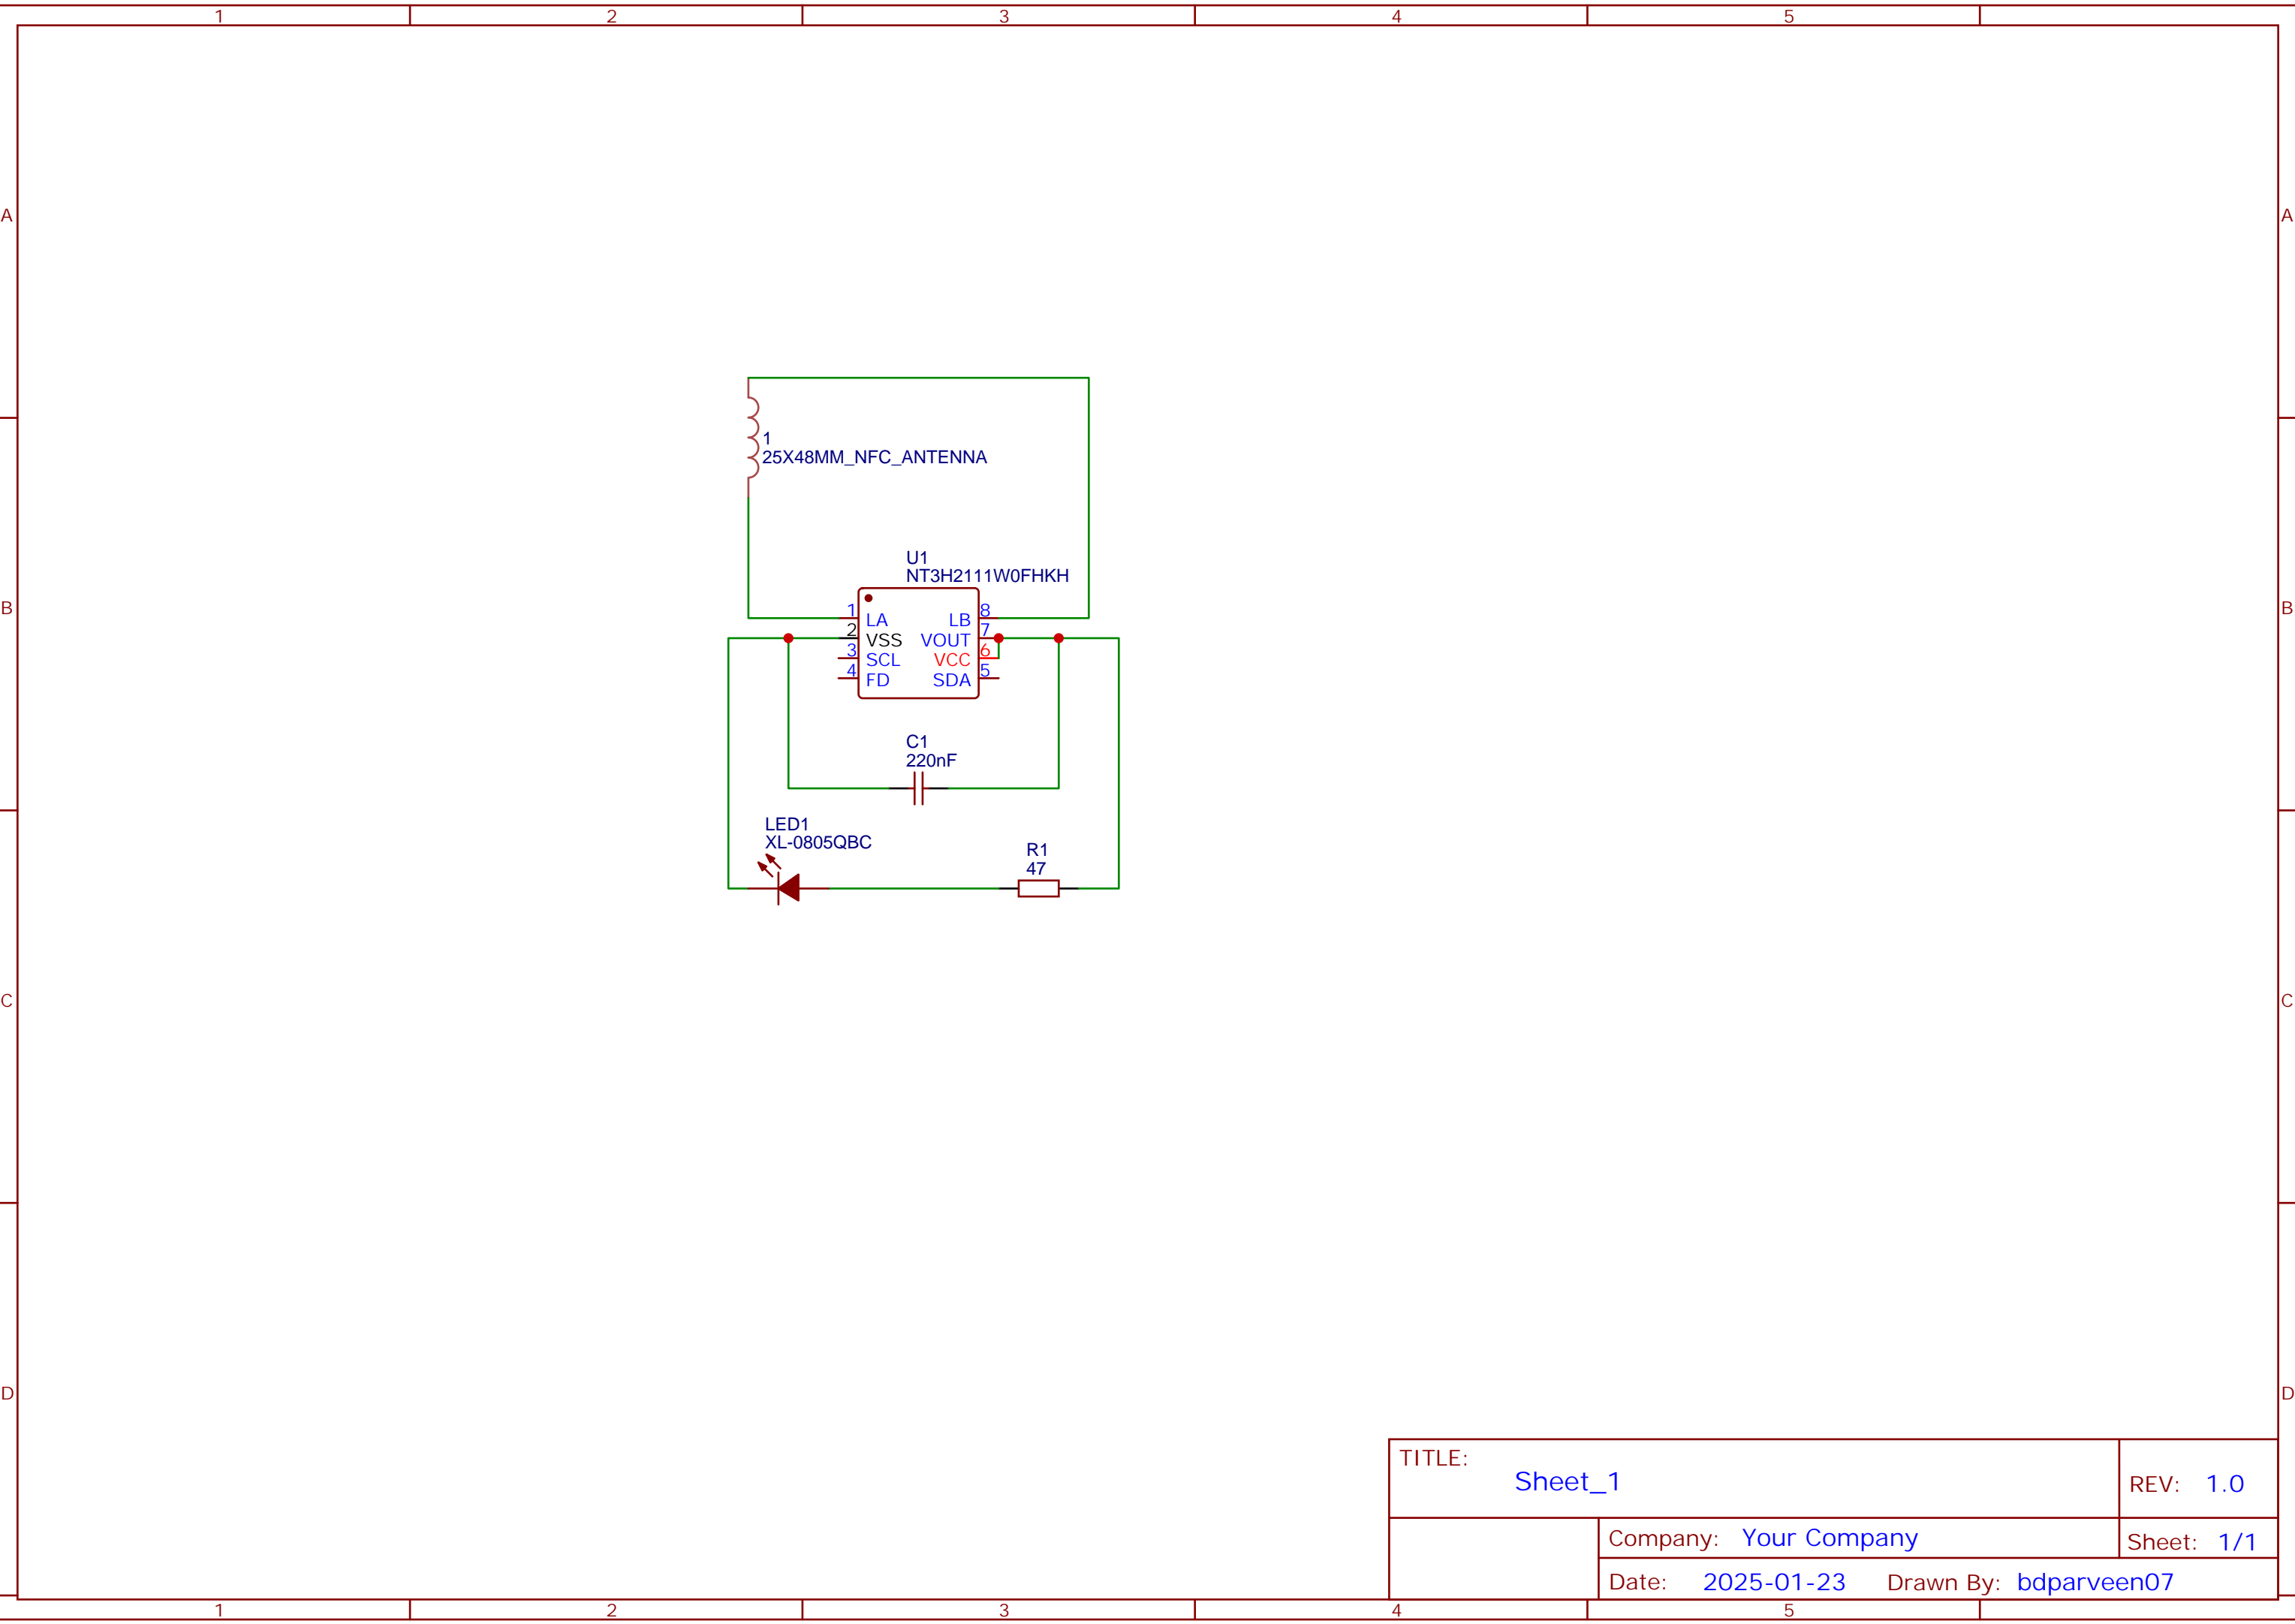 1 2 3 4 5
A A
1
25X48MM_NFC_ANTENNA
U1
NT3H2111W0FHKH
B B
1 LA LB 8
2 VSS VOUT 7
3 SCL VCC 6
4 FD SDA 5
C1
220nF
LED1
XL-0805QBC
R1
47
C C
D D
TITLE:
Sheet_1
REV: 1.0
Company: Your Company
Sheet: 1/1
Date: 2025-01-23 Drawn By: bdparveen07
1 2 3 4 5